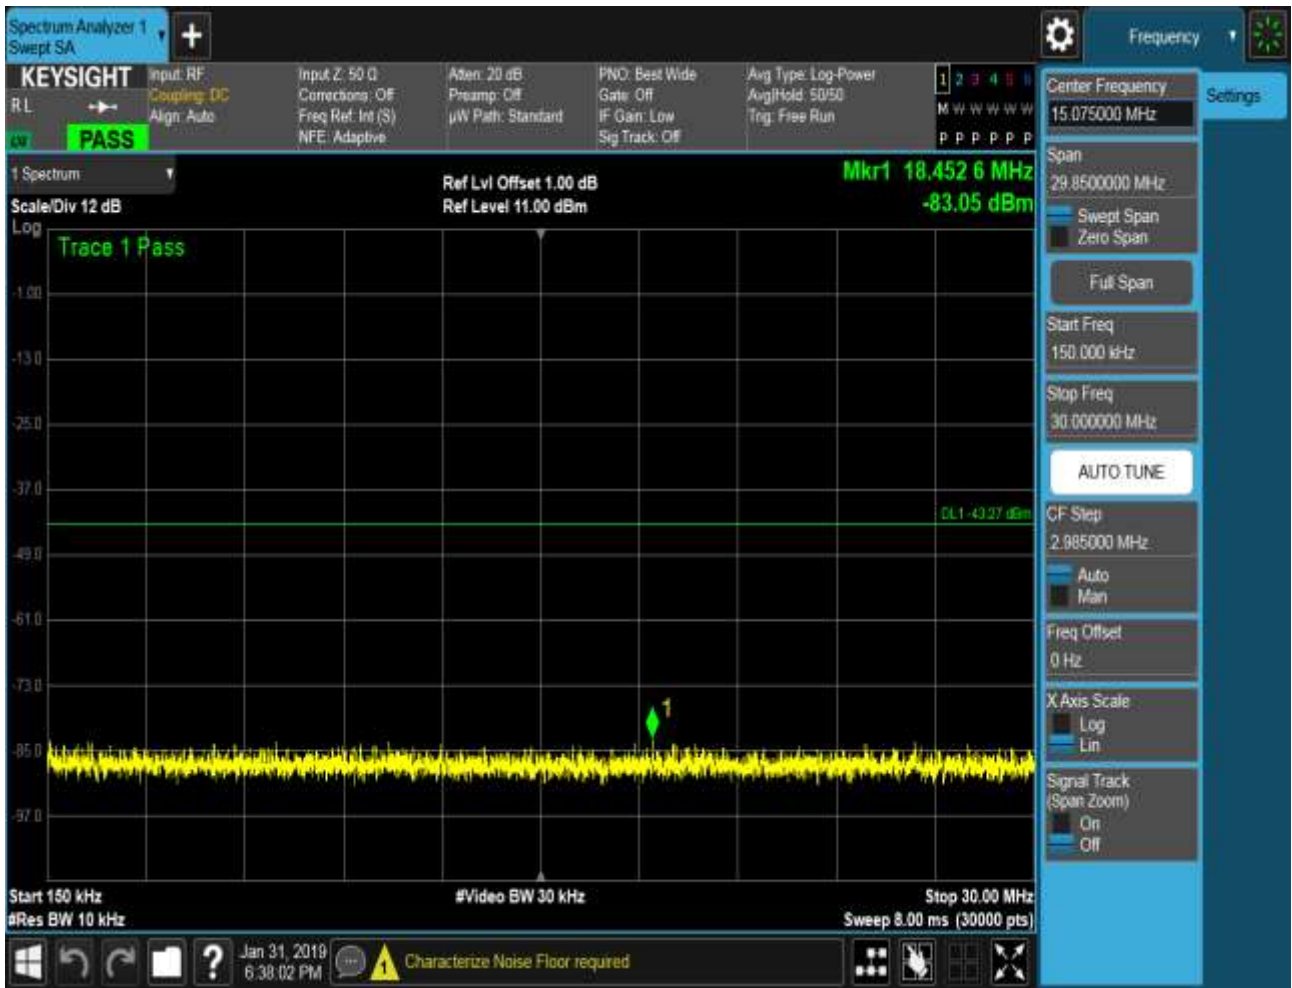 Spectrum Analyzer 1
Swept SA
+
Frequency
KEYSIGHT
R L
PASS
Input: RF
Coupling: DC
Align: Auto
Input Z: 50 Ω
Corrections: Off
Freq Ref: Int (S)
NFE: Adaptive
Atten: 20 dB
Preamp: Off
µW Path: Standard
PNO: Best Wide
Gate: Off
IF Gain: Low
Sig Track: Off
Avg Type: Log-Power
Avg|Hold: 50/50
Trig: Free Run
1 2 3 4 5 6
M W W W W W
P P P P P P
1 Spectrum
Scale/Div 12 dB
Ref Lvl Offset 1.00 dB
Ref Level 11.00 dBm
Mkr1 18.452 6 MHz
-83.05 dBm
Log
Trace 1 Pass
-1.00
-13.0
-25.0
-37.0
DL1 -43.27 dBm
-49.0
-61.0
-73.0
1
-85.0
-97.0
Start 150 kHz
#Video BW 30 kHz
Stop 30.00 MHz
#Res BW 10 kHz
Sweep 8.00 ms (30000 pts)
?
Jan 31, 2019
6:38:02 PM
1
Characterize Noise Floor required
Center Frequency
15.075000 MHz
Settings
Span
29.8500000 MHz
Swept Span
Zero Span
Full Span
Start Freq
150.000 kHz
Stop Freq
30.000000 MHz
AUTO TUNE
CF Step
2.985000 MHz
Auto
Man
Freq Offset
0 Hz
X Axis Scale
Log
Lin
Signal Track
(Span Zoom)
On
Off